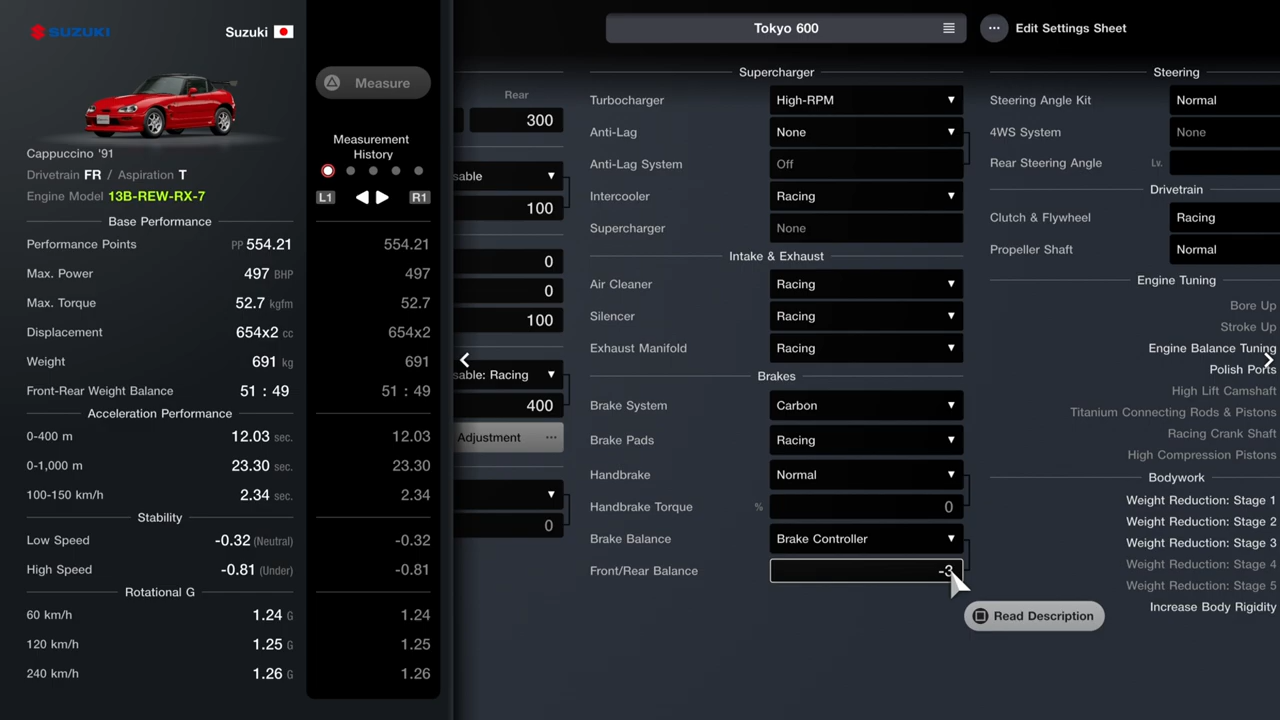 SUZUKI
Suzuki
Cappuccino '91
Drivetrain FR / Aspiration T
Engine Model 13B-REW-RX-7
Base Performance
Performance Points PP 554.21
Max. Power 497 BHP
Max. Torque 52.7 kgfm
Displacement 654x2 cc
Weight 691 kg
Front-Rear Weight Balance 51 : 49
Acceleration Performance
0-400 m 12.03 sec.
0-1,000 m 23.30 sec.
100-150 km/h 2.34 sec.
Stability
Low Speed -0.32 (Neutral)
High Speed -0.81 (Under)
Rotational G
60 km/h 1.24 G
120 km/h 1.25 G
240 km/h 1.26 G
Measure
Measurement
History
L1 R1
554.21
497
52.7
654x2
691
51 : 49
12.03
23.30
2.34
-0.32
-0.81
1.24
1.25
1.26
Rear
300
sable
100
0
0
100
sable: Racing
400
Adjustment ...
0
Tokyo 600
Edit Settings Sheet
Supercharger
Turbocharger High-RPM
Anti-Lag None
Anti-Lag System Off
Intercooler Racing
Supercharger None
Intake & Exhaust
Air Cleaner Racing
Silencer Racing
Exhaust Manifold Racing
Brakes
Brake System Carbon
Brake Pads Racing
Handbrake Normal
Handbrake Torque % 0
Brake Balance Brake Controller
Front/Rear Balance -3
Read Description
Steering
Steering Angle Kit Normal
4WS System None
Rear Steering Angle Lv.
Drivetrain
Clutch & Flywheel Racing
Propeller Shaft Normal
Engine Tuning
Bore Up
Stroke Up
Engine Balance Tuning
Polish Ports
High Lift Camshaft
Titanium Connecting Rods & Pistons
Racing Crank Shaft
High Compression Pistons
Bodywork
Weight Reduction: Stage 1
Weight Reduction: Stage 2
Weight Reduction: Stage 3
Weight Reduction: Stage 4
Weight Reduction: Stage 5
Increase Body Rigidity